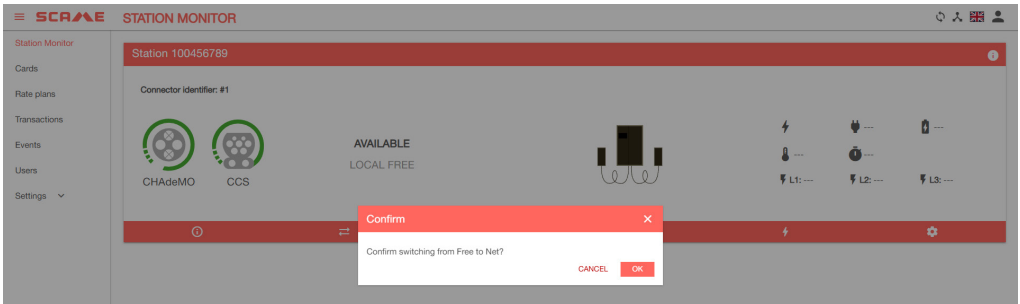 SCAME
STATION MONITOR
Station Monitor
Cards
Rate plans
Transactions
Events
Users
Settings
Station 100456789
Connector identifier: #1
CHAdeMO
CCS
AVAILABLE
LOCAL FREE
---
---
---
---
L1: ---
L2: ---
L3: ---
Confirm
Confirm switching from Free to Net?
CANCEL
OK